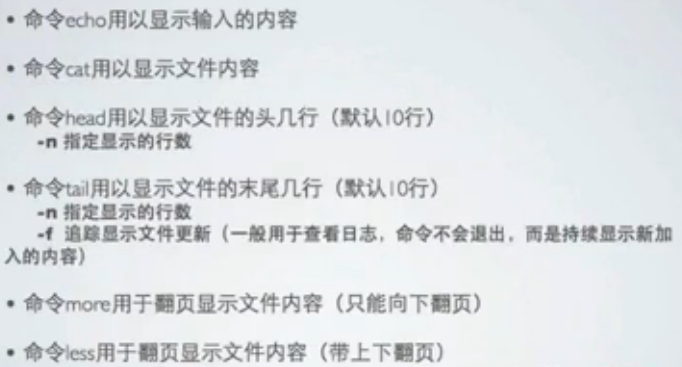 • 命令echo用以显示输入的内容
• 命令cat用以显示文件内容
• 命令head用以显示文件的头几行（默认10行）
-n 指定显示的行数
• 命令tail用以显示文件的末尾几行（默认10行）
-n 指定显示的行数
-f 追踪显示文件更新（一般用于查看日志，命令不会退出，而是持续显示新加
入的内容）
• 命令more用于翻页显示文件内容（只能向下翻页）
• 命令less用于翻页显示文件内容（带上下翻页）